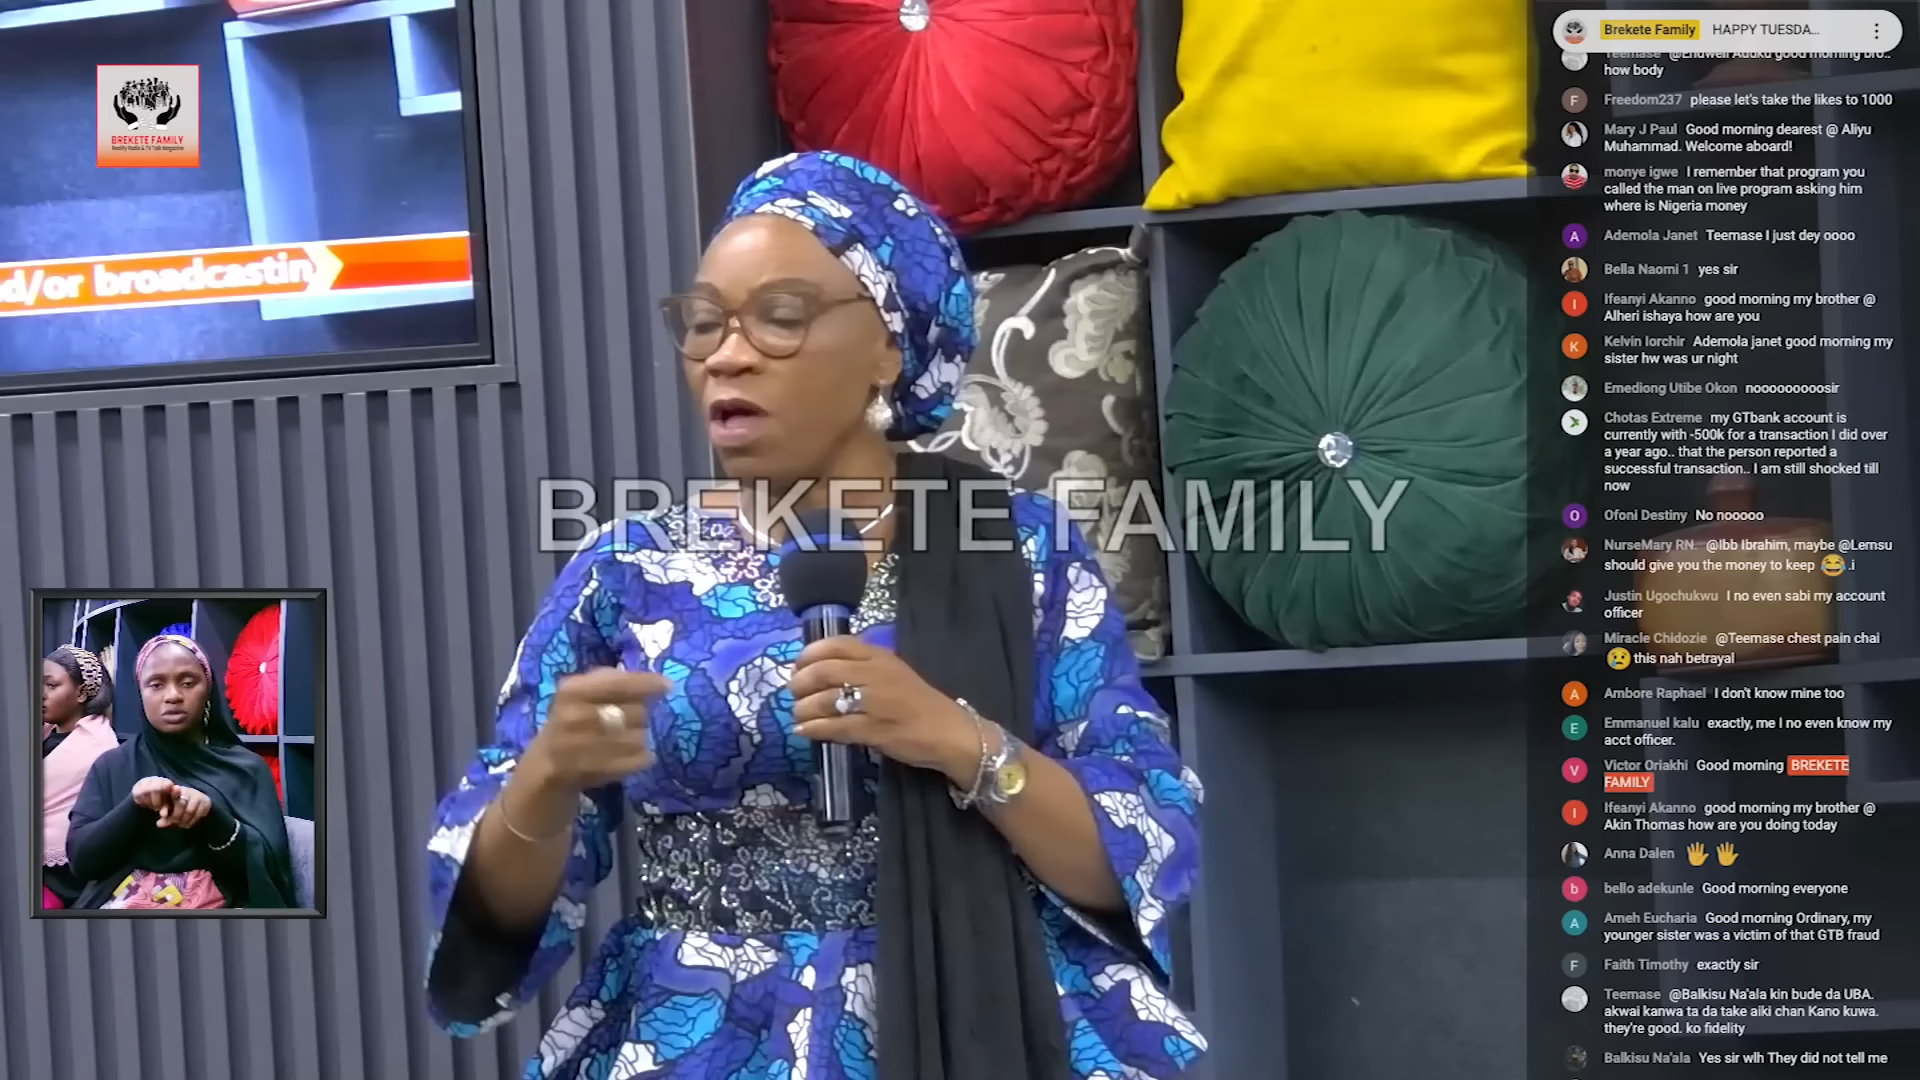 BREKETE FAMILY
Reality Radio & TV Talk Magazine
d/or broadcastin
BREKETE FAMILY
Brekete Family HAPPY TUESDA...
Teemase @Endwell Aduku good morning bro..
how body
Freedom237 please let's take the likes to 1000
Mary J Paul Good morning dearest @ Aliyu
Muhammad. Welcome aboard!
monye igwe I remember that program you
called the man on live program asking him
where is Nigeria money
Ademola Janet Teemase I just dey oooo
Bella Naomi 1 yes sir
Ifeanyi Akanno good morning my brother @
Alheri ishaya how are you
Kelvin Iorchir Ademola janet good morning my
sister hw was ur night
Emediong Utibe Okon nooooooooosir
Chotas Extreme my GTbank account is
currently with -500k for a transaction I did over
a year ago.. that the person reported a
successful transaction.. I am still shocked till
now
Ofoni Destiny No nooooo
NurseMary RN. @Ibb Ibrahim, maybe @Lemsu
should give you the money to keep 😂 .i
Justin Ugochukwu I no even sabi my account
officer
Miracle Chidozie @Teemase chest pain chai
😢 this nah betrayal
Ambore Raphael I don't know mine too
Emmanuel kalu exactly, me I no even know my
acct officer.
Victor Oriakhi Good morning BREKETE
FAMILY
Ifeanyi Akanno good morning my brother @
Akin Thomas how are you doing today
Anna Dalen 🖐 🖐
bello adekunle Good morning everyone
Ameh Eucharia Good morning Ordinary, my
younger sister was a victim of that GTB fraud
Faith Timothy exactly sir
Teemase @Balkisu Na'ala kin bude da UBA.
akwai kanwa ta da take aiki chan Kano kuwa.
they're good. ko fidelity
Balkisu Na'ala Yes sir wlh They did not tell me